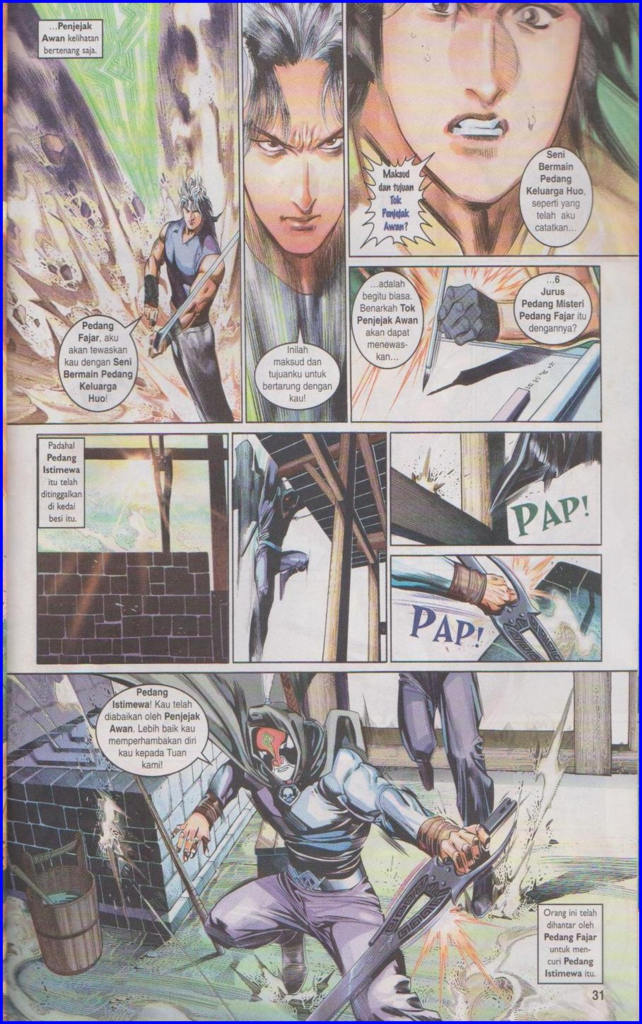 ...Penjejak
Awan kelihatan
bertenang saja.
Pedang
Fajar, aku
akan tewaskan
kau dengan Seni
Bermain Pedang
Keluarga
Huo!
Inilah
maksud dan
tujuanku untuk
bertarung dengan
kau!
Maksud
dan tujuan
Tok
Penjejak
Awan?
Seni
Bermain
Pedang
Keluarga Huo,
seperti yang
telah aku
catatkan...
...adalah
begitu biasa.
Benarkah Tok
Penjejak Awan
akan dapat
menewas-
kan...
...6
Jurus
Pedang Misteri
Pedang Fajar itu
dengannya?
Padahal
Pedang
Istimewa
itu telah
ditinggalkan
di kedai
besi itu.
PAP!
PAP!
Pedang
Istimewa! Kau telah
diabaikan oleh Penjejak
Awan. Lebih baik kau
memperhambakan diri
kau kepada Tuan
kami!
Orang ini telah
dihantar oleh
Pedang Fajar
untuk men-
curi Pedang
Istimewa itu.
31